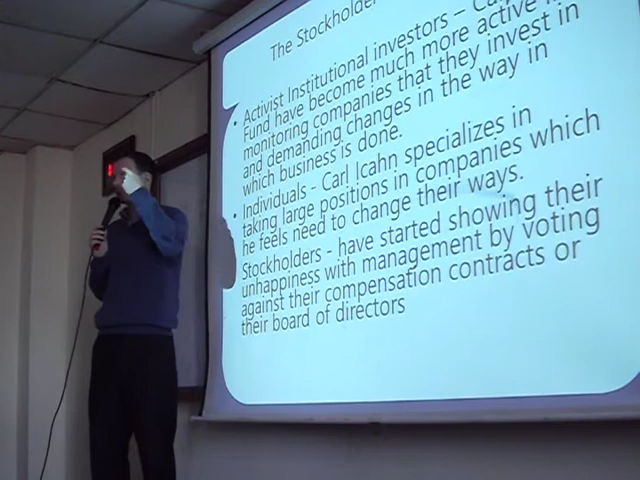 The Stockholder
• Activist Institutional investors –
Fund have become much more active
monitoring companies that they invest in
and demanding changes in the way in
which business is done.
• Individuals - Carl Icahn specializes in
taking large positions in companies which
he feels need to change their ways.
Stockholders - have started showing their
unhappiness with management by voting
against their compensation contracts or
their board of directors